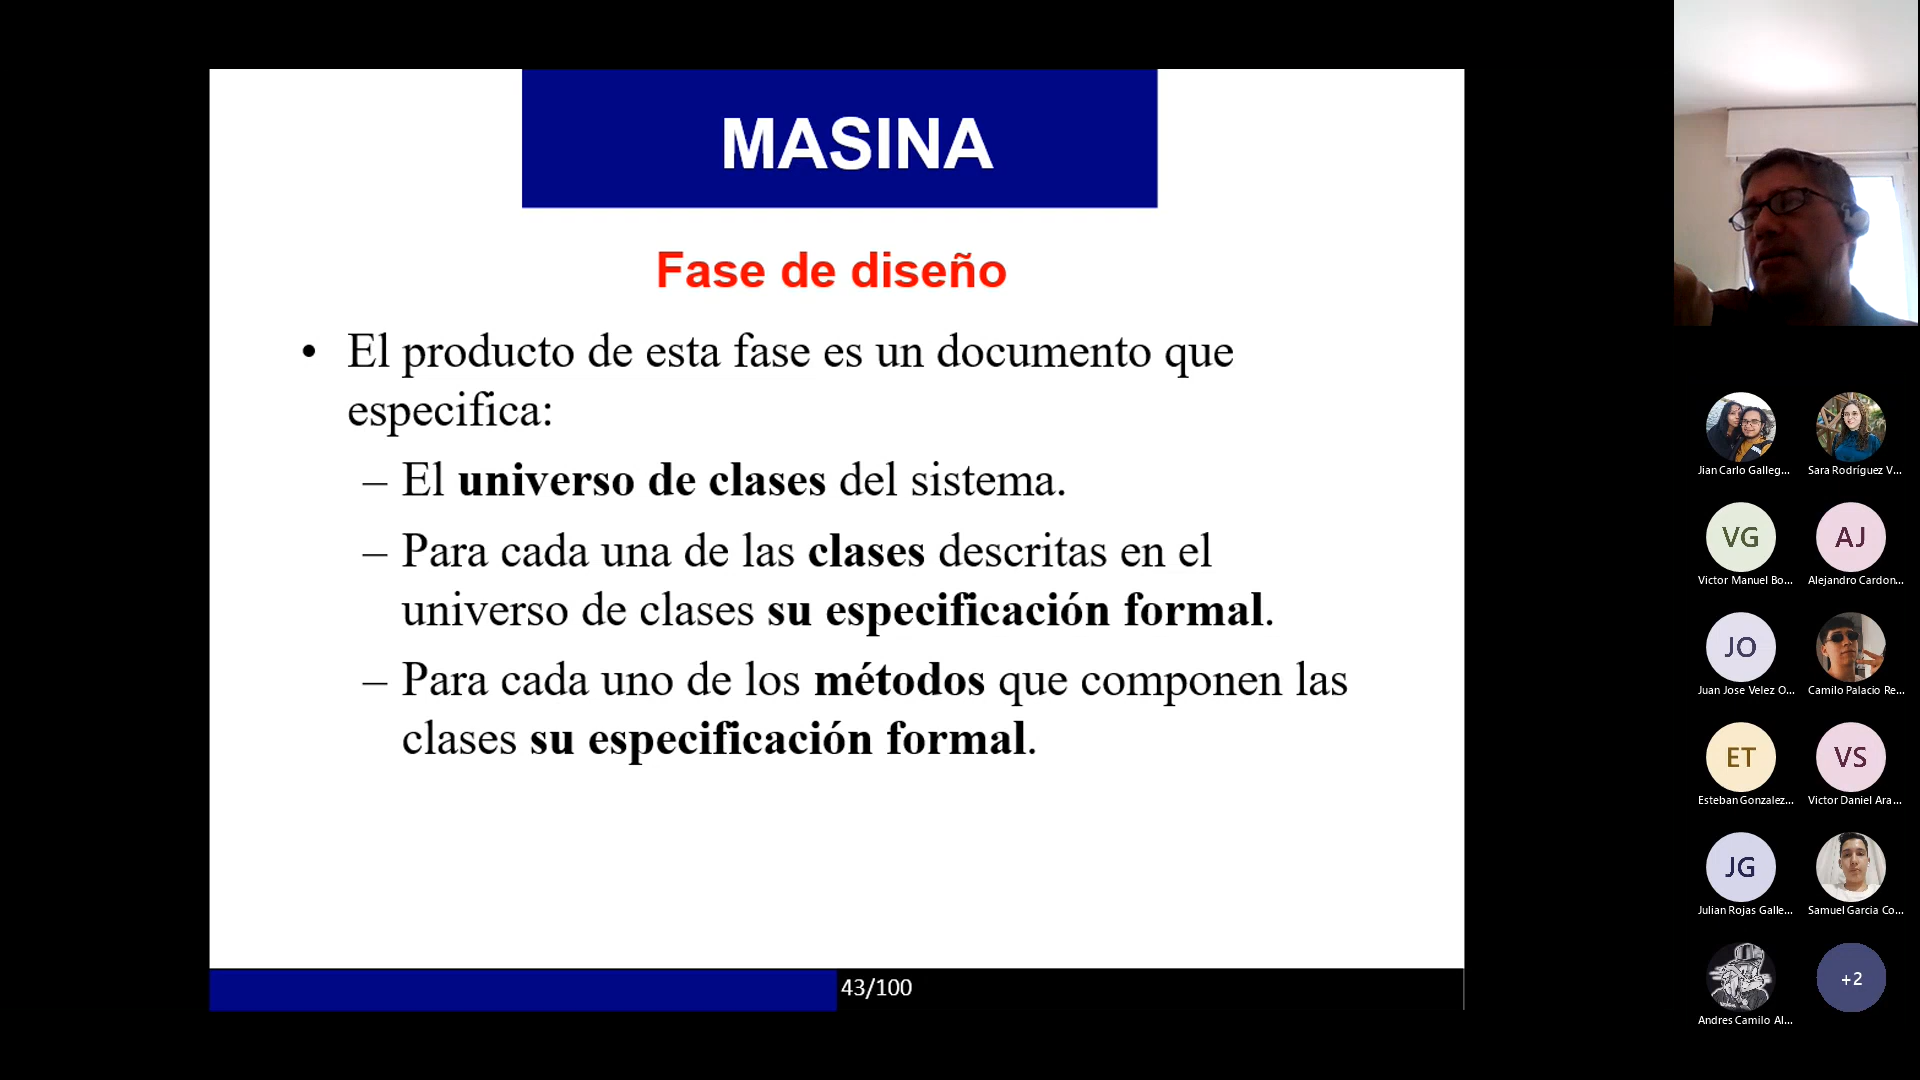 MASINA
Fase de diseño
• El producto de esta fase es un documento que
especifica:
– El universo de clases del sistema.
– Para cada una de las clases descritas en el
universo de clases su especificación formal.
– Para cada uno de los métodos que componen las
clases su especificación formal.
43/100
Jian Carlo Galleg...
Sara Rodríguez V...
VG
AJ
Victor Manuel Bo...
Alejandro Cardon...
JO
Juan Jose Velez O...
Camilo Palacio Re...
ET
VS
Esteban Gonzalez...
Victor Daniel Ara...
JG
Julian Rojas Galle...
Samuel Garcia Co...
+2
Andres Camilo Al...